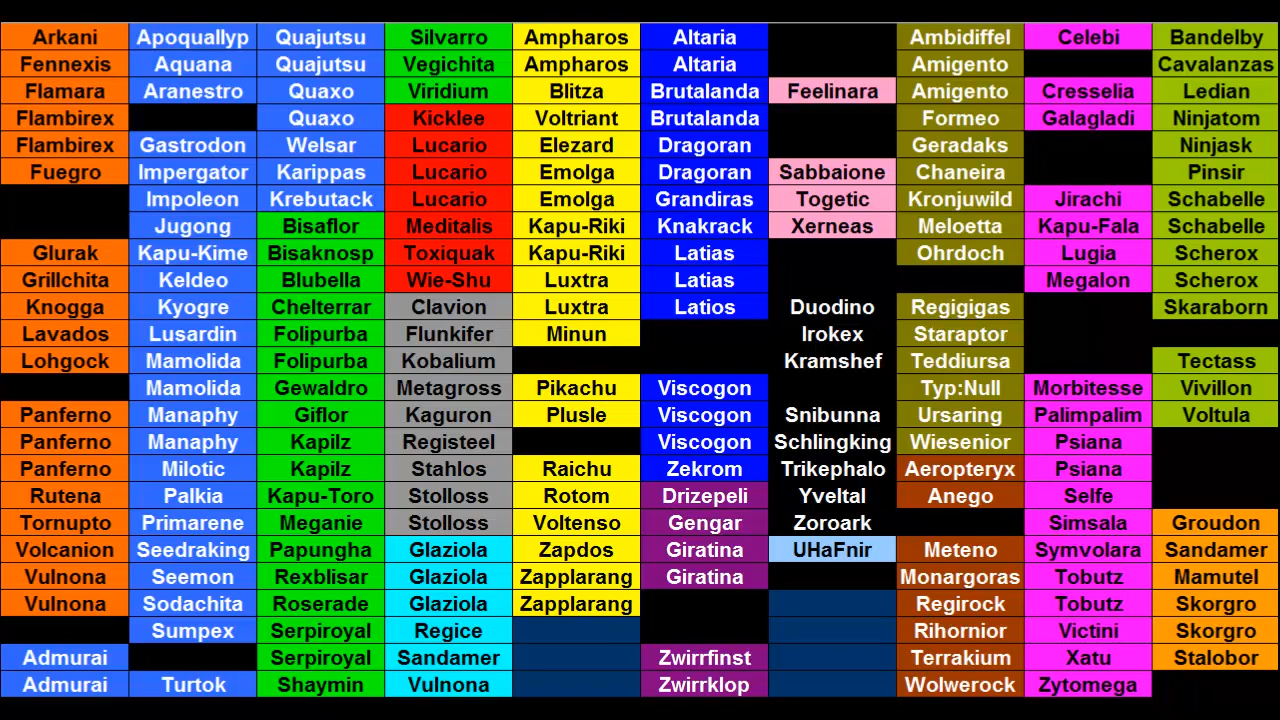 Arkani Apoquallyp Quajutsu Silvarro Ampharos Altaria Ambidiffel Celebi Bandelby
Fennexis Aquana Quajutsu Vegichita Ampharos Altaria Amigento Cavalanzas
Flamara Aranestro Quaxo Viridium Blitza Brutalanda Feelinara Amigento Cresselia Ledian
Flambirex Quaxo Kicklee Voltriant Brutalanda Formeo Galagladi Ninjatom
Flambirex Gastrodon Welsar Lucario Elezard Dragoran Geradaks Ninjask
Fuegro Impergator Karippas Lucario Emolga Dragoran Sabbaione Chaneira Pinsir
Impoleon Krebutack Lucario Emolga Grandiras Togetic Kronjuwild Jirachi Schabelle
Jugong Bisaflor Meditalis Kapu-Riki Knakrack Xerneas Meloetta Kapu-Fala Schabelle
Glurak Kapu-Kime Bisaknosp Toxiquak Kapu-Riki Latias Ohrdoch Lugia Scherox
Grillchita Keldeo Blubella Wie-Shu Luxtra Latias Megalon Scherox
Knogga Kyogre Chelterrar Clavion Luxtra Latios Duodino Regigigas Skaraborn
Lavados Lusardin Folipurba Flunkifer Minun Irokex Staraptor
Lohgock Mamolida Folipurba Kobalium Kramshef Teddiursa Tectass
Mamolida Gewaldro Metagross Pikachu Viscogon Typ:Null Morbitesse Vivillon
Panferno Manaphy Giflor Kaguron Plusle Viscogon Snibunna Ursaring Palimpalim Voltula
Panferno Manaphy Kapilz Registeel Viscogon Schlingking Wiesenior Psiana
Panferno Milotic Kapilz Stahlos Raichu Zekrom Trikephalo Aeropteryx Psiana
Rutena Palkia Kapu-Toro Stolloss Rotom Drizepeli Yveltal Anego Selfe
Tornupto Primarene Meganie Stolloss Voltenso Gengar Zoroark Simsala Groudon
Volcanion Seedraking Papungha Glaziola Zapdos Giratina UHaFnir Meteno Symvolara Sandamer
Vulnona Seemon Rexblisar Glaziola Zapplarang Giratina Monargoras Tobutz Mamutel
Vulnona Sodachita Roserade Glaziola Zapplarang Regirock Tobutz Skorgro
Sumpex Serpiroyal Regice Rihornior Victini Skorgro
Admurai Serpiroyal Sandamer Zwirrfinst Terrakium Xatu Stalobor
Admurai Turtok Shaymin Vulnona Zwirrklop Wolwerock Zytomega